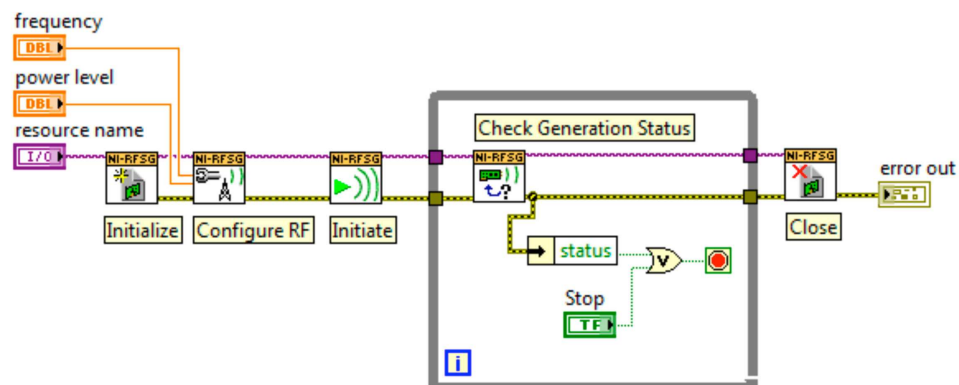 frequency
DBL
power level
DBL
resource name
I/O
NI-RFSG
NI-RFSG
NI-RFSG
Check Generation Status
NI-RFSG
NI-RFSG
error out
Initialize
Configure RF
Initiate
?
Close
status
V
Stop
TF
i